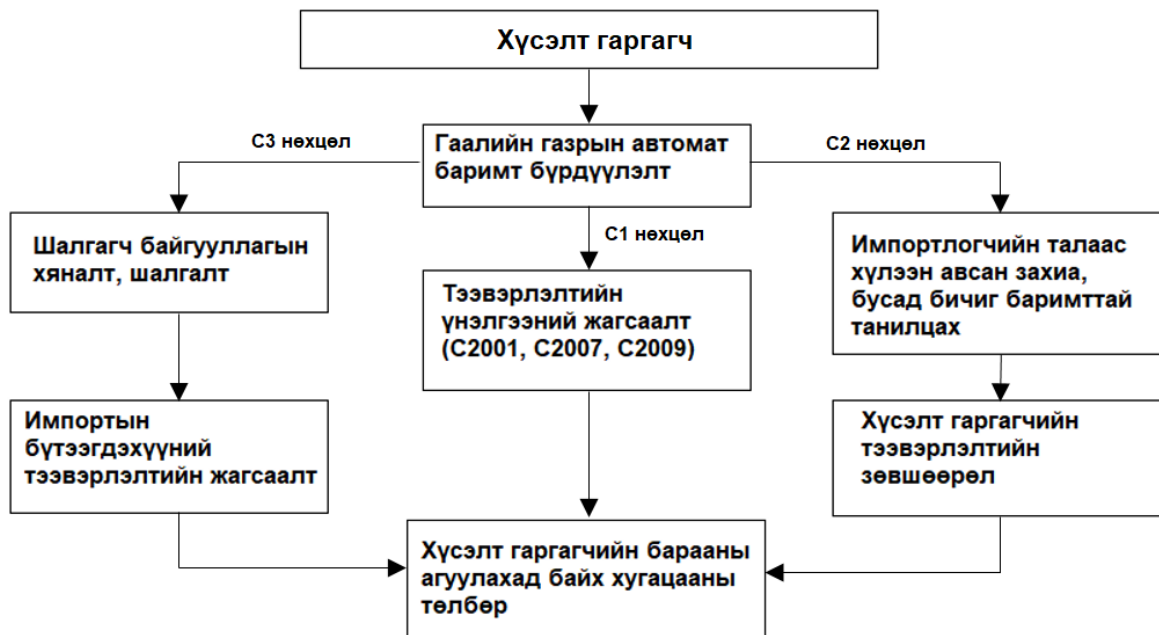 Хүсэлт гаргагч
С3 нөхцөл
Гаалийн газрын автомат
баримт бүрдүүлэлт
С2 нөхцөл
С1 нөхцөл
Шалгагч байгууллагын
хяналт, шалгалт
Тээвэрлэлтийн
үнэлгээний жагсаалт
(С2001, С2007, С2009)
Импортлогчийн талаас
хүлээн авсан захиа,
бусад бичиг баримттай
танилцах
Импортын
бүтээгдэхүүний
тээвэрлэлтийн жагсаалт
Хүсэлт гаргагчийн
тээвэрлэлтийн
зөвшөөрөл
Хүсэлт гаргагчийн барааны
агуулахад байх хугацааны
төлбөр